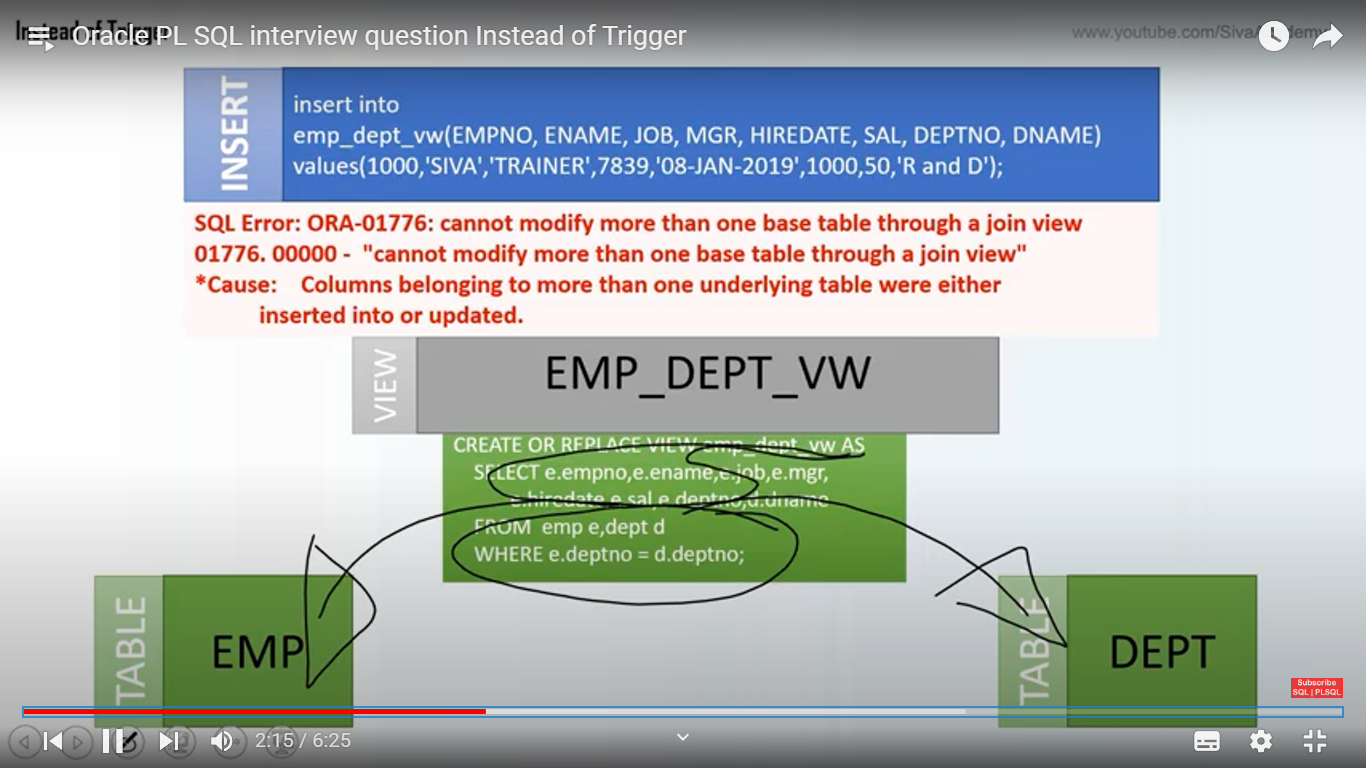 Instead of Trigger
Oracle PL SQL interview question Instead of Trigger
www.youtube.com/SivaAcademy
INSERT
insert into
emp_dept_vw(EMPNO, ENAME, JOB, MGR, HIREDATE, SAL, DEPTNO, DNAME)
values(1000,'SIVA','TRAINER',7839,'08-JAN-2019',1000,50,'R and D');
SQL Error: ORA-01776: cannot modify more than one base table through a join view
01776. 00000 - "cannot modify more than one base table through a join view"
*Cause: Columns belonging to more than one underlying table were either
inserted into or updated.
VIEW
EMP_DEPT_VW
CREATE OR REPLACE VIEW emp_dept_vw AS
SELECT e.empno,e.ename,e.job,e.mgr,
e.hiredate,e.sal,e.deptno,d.dname
FROM emp e,dept d
WHERE e.deptno = d.deptno;
TABLE
EMP
TABLE
DEPT
Subscribe
SQL | PLSQL
2:15 / 6:25